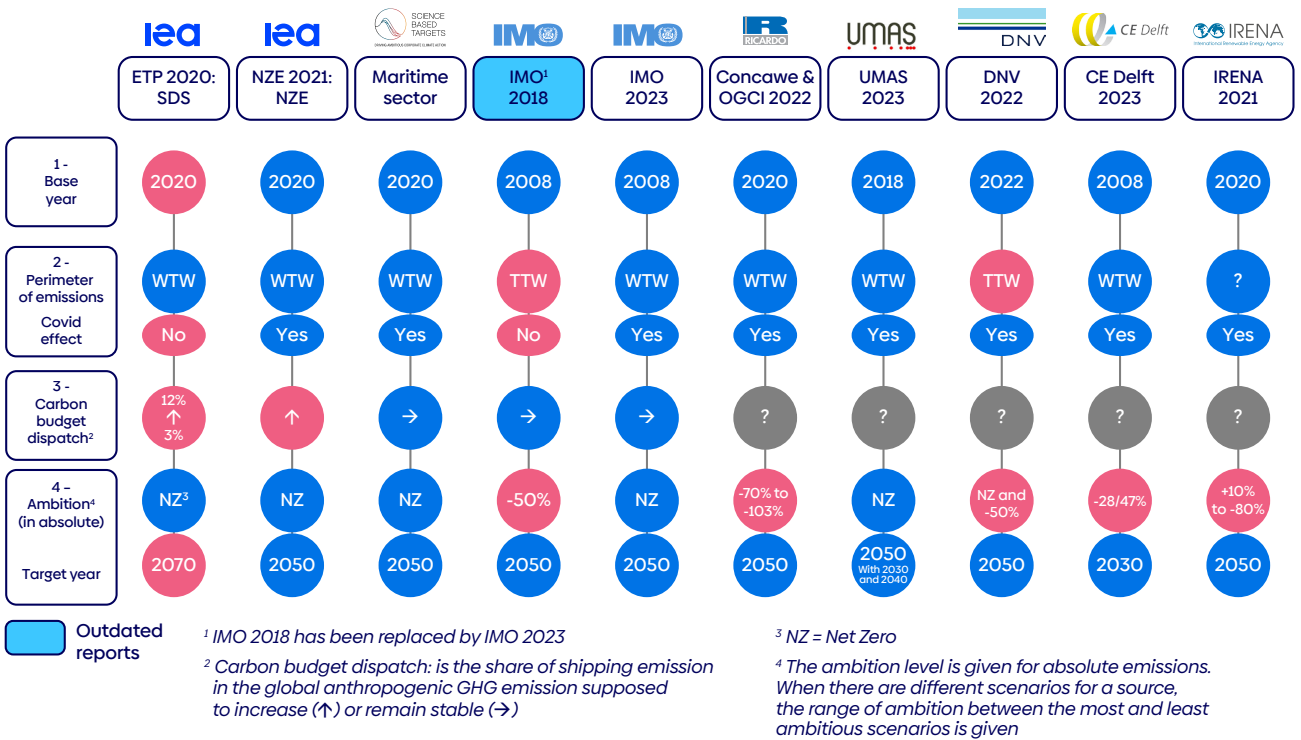 iea
iea
SCIENCE
BASED
TARGETS
DRIVING AMBITIOUS CORPORATE CLIMATE ACTION
IMO
IMO
R
RICARDO
UMAS
DNV
CE Delft
IRENA
International Renewable Energy Agency
ETP 2020:
SDS
NZE 2021:
NZE
Maritime
sector
IMO¹
2018
IMO
2023
Concawe &
OGCI 2022
UMAS
2023
DNV
2022
CE Delft
2023
IRENA
2021
1 -
Base
year
2020
2020
2020
2008
2008
2020
2018
2022
2008
2020
2 -
Perimeter
of emissions
WTW
WTW
WTW
TTW
WTW
WTW
WTW
TTW
WTW
?
Covid
effect
No
Yes
Yes
No
Yes
Yes
Yes
Yes
Yes
Yes
3 -
Carbon
budget
dispatch²
12%
↑
3%
↑
→
→
→
?
?
?
?
?
4 –
Ambition⁴
(in absolute)
NZ³
NZ
NZ
-50%
NZ
-70% to
-103%
NZ
NZ and
-50%
-28/47%
+10%
to -80%
Target year
2070
2050
2050
2050
2050
2050
2050
With 2030
and 2040
2050
2030
2050
Outdated
reports
¹ IMO 2018 has been replaced by IMO 2023
² Carbon budget dispatch: is the share of shipping emission
in the global anthropogenic GHG emission supposed
to increase (↑) or remain stable (→)
³ NZ = Net Zero
⁴ The ambition level is given for absolute emissions.
When there are different scenarios for a source,
the range of ambition between the most and least
ambitious scenarios is given